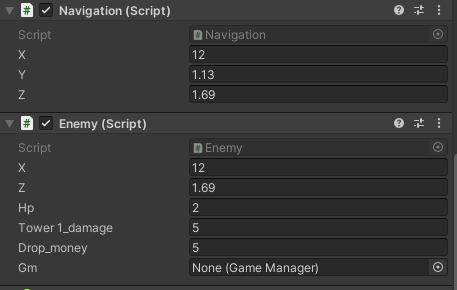 # Navigation (Script)
Script # Navigation
X 12
Y 1.13
Z 1.69
# Enemy (Script)
Script # Enemy
X 12
Z 1.69
Hp 2
Tower 1_damage 5
Drop_money 5
Gm None (Game Manager)